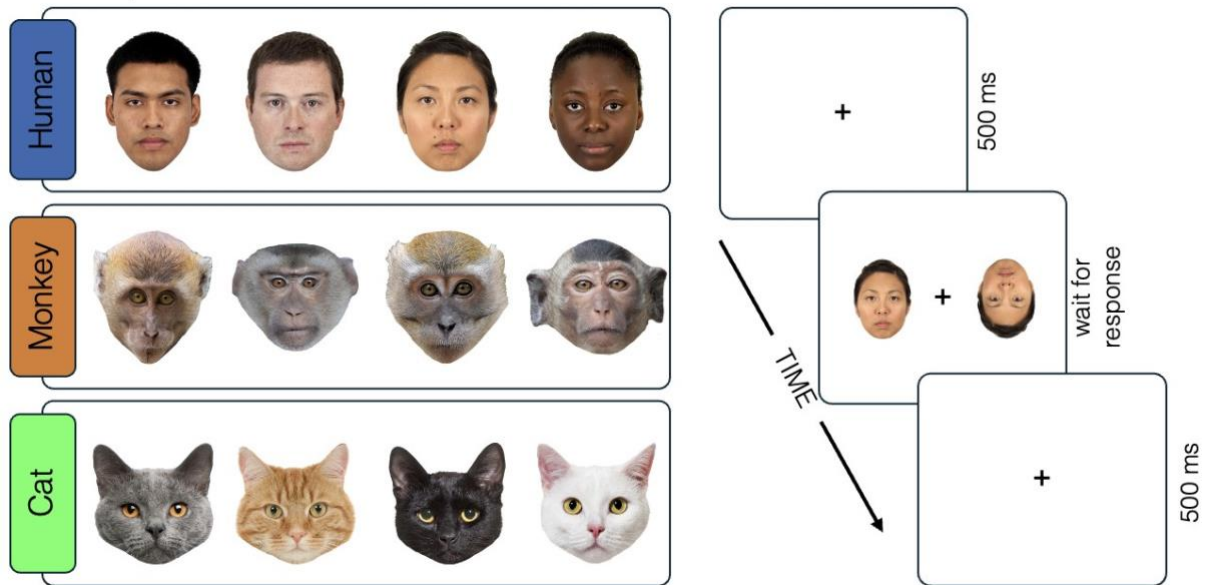 Human
Monkey
Cat
+
500 ms
+
wait for
response
TIME
+
500 ms